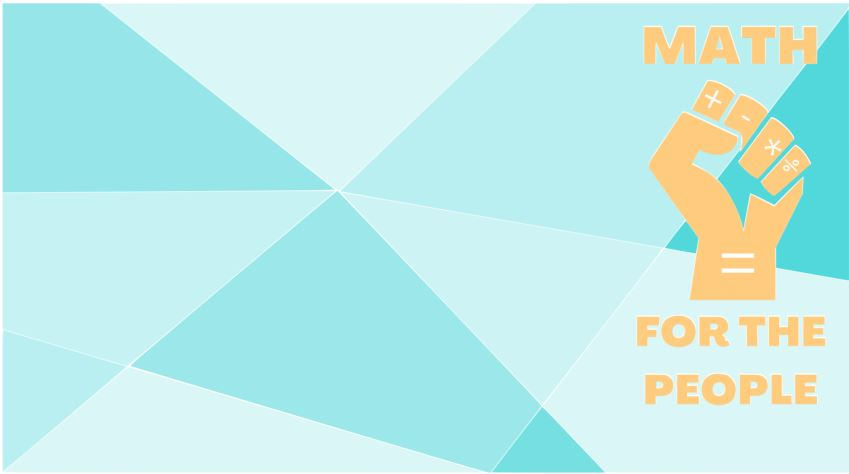 MATH
+
-
*
%
=
FOR THE
PEOPLE